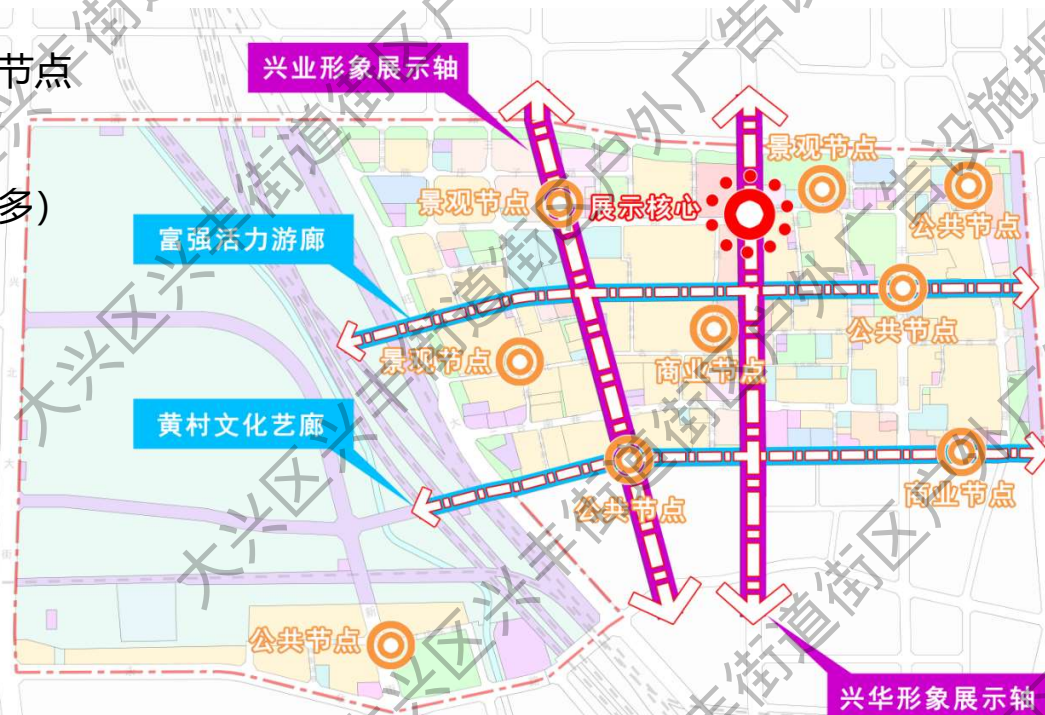 节点
兴业形象展示轴
景观节点
景观节点
展示核心
多）
公共节点
富强活力游廊
公共节点
景观节点
商业节点
黄村文化艺廊
商业节点
公共节点
公共节点
兴华形象展示轴
大兴区兴丰街道街区户外广告设施规